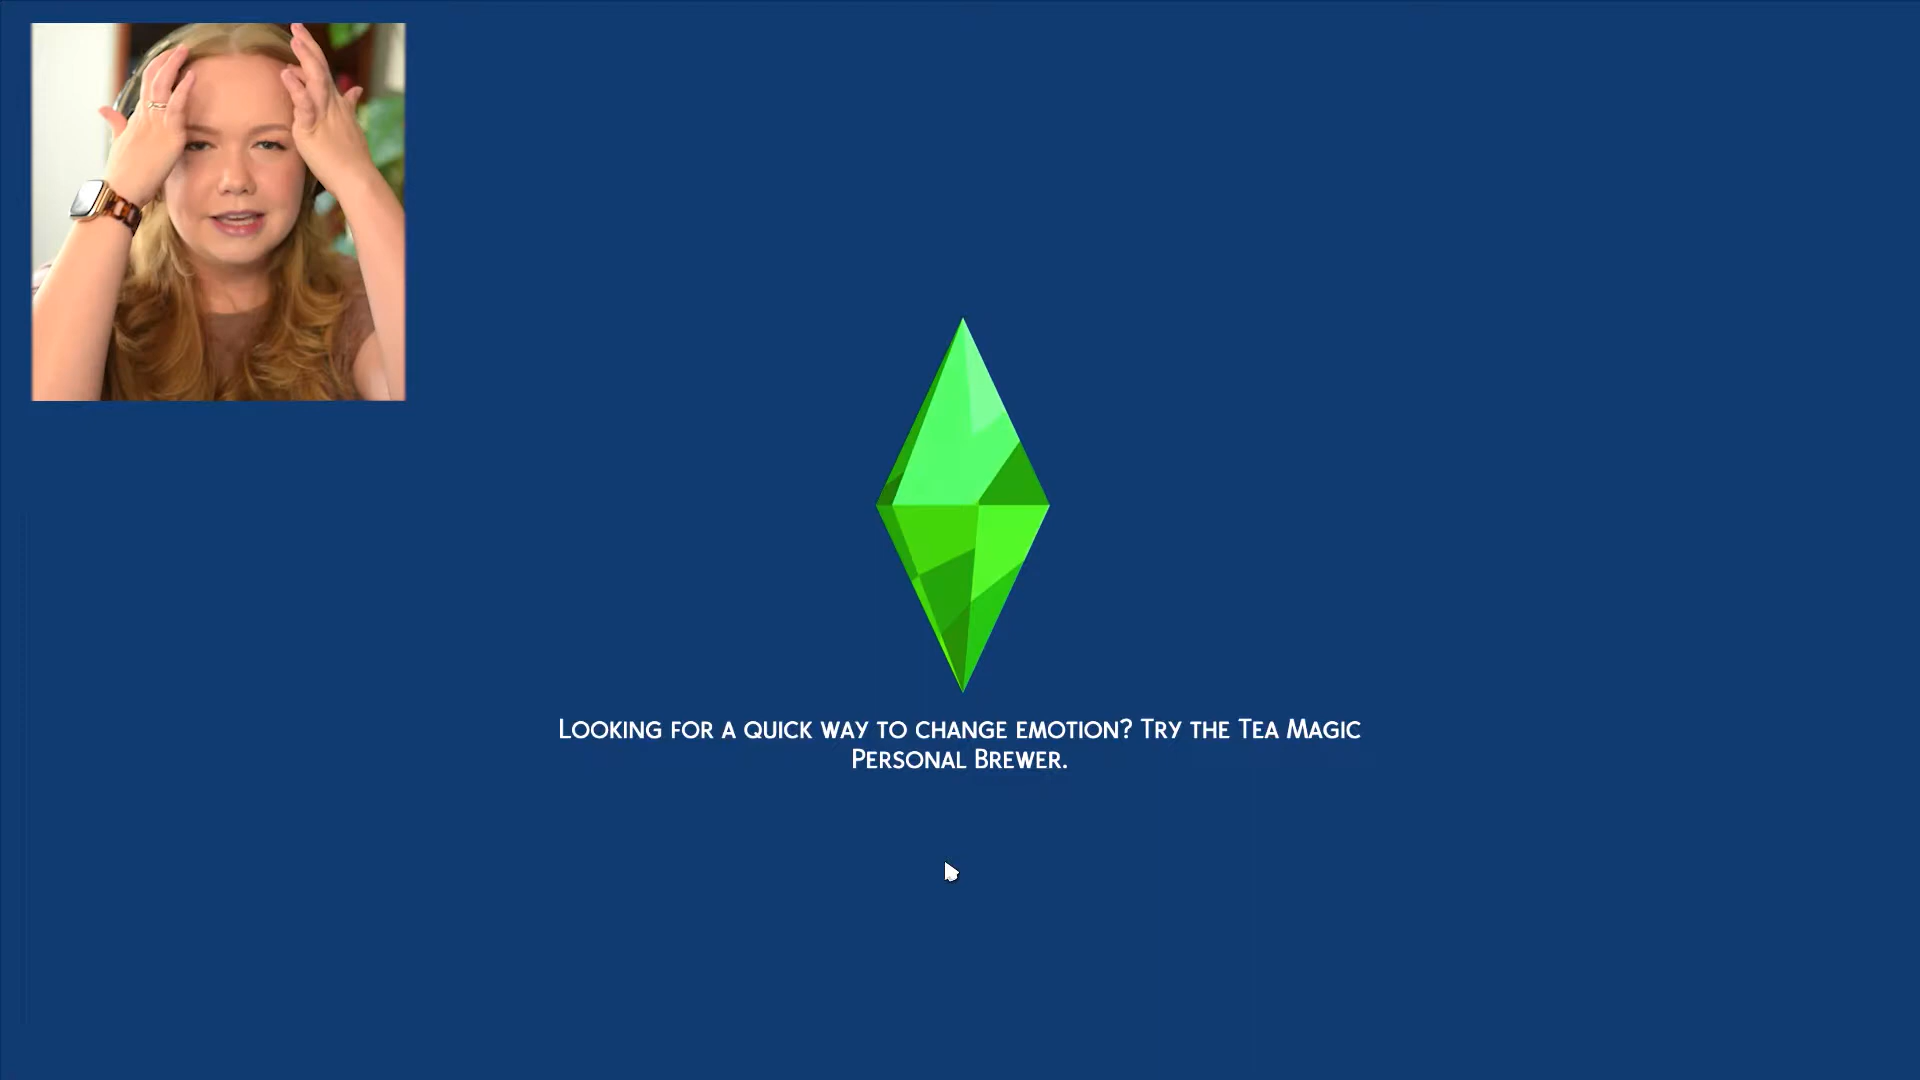 Looking for a quick way to change emotion? Try the Tea Magic
Personal Brewer.